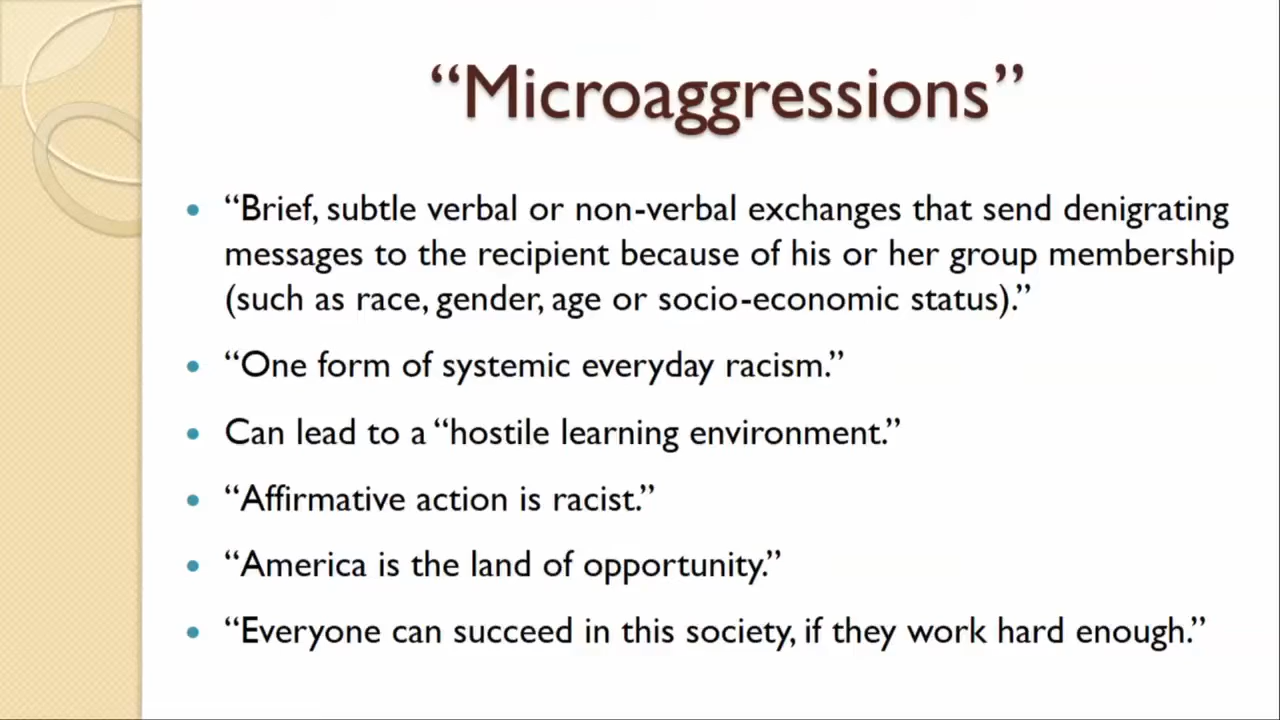 “Microaggressions”
• “Brief, subtle verbal or non-verbal exchanges that send denigrating
messages to the recipient because of his or her group membership
(such as race, gender, age or socio-economic status).”
• “One form of systemic everyday racism.”
• Can lead to a “hostile learning environment.”
• “Affirmative action is racist.”
• “America is the land of opportunity.”
• “Everyone can succeed in this society, if they work hard enough.”